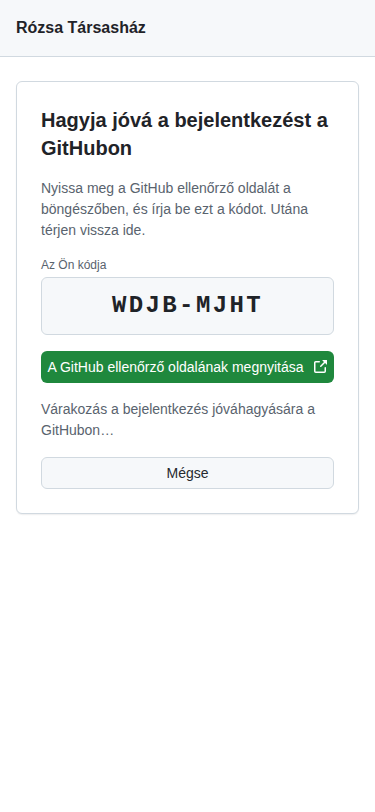 Rózsa Társasház
Hagyja jóvá a bejelentkezést a
GitHubon
Nyissa meg a GitHub ellenőrző oldalát a
böngészőben, és írja be ezt a kódot. Utána
térjen vissza ide.
Az Ön kódja
WDJB-MJHT
A GitHub ellenőrző oldalának megnyitása
Várakozás a bejelentkezés jóváhagyására a
GitHubon…
Mégse